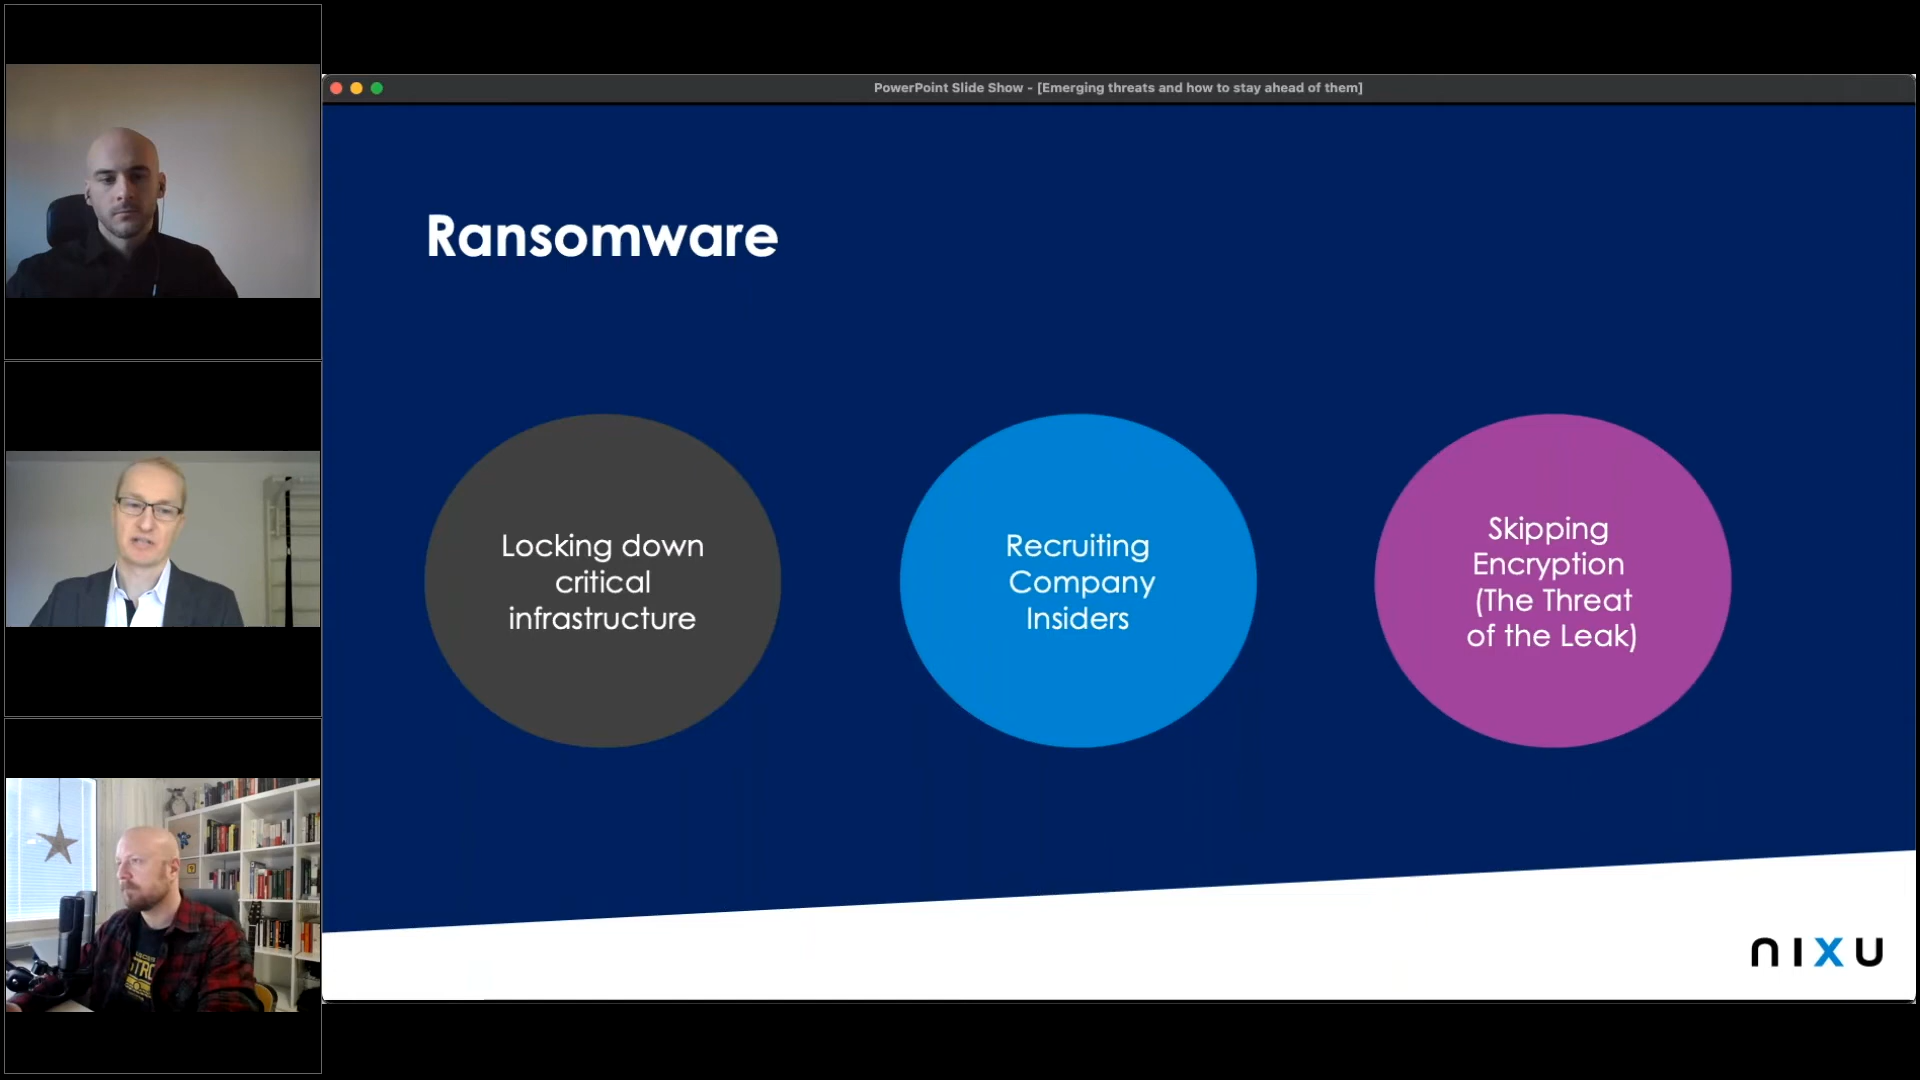 PowerPoint Slide Show - [Emerging threats and how to stay ahead of them]
Ransomware
Locking down
critical
infrastructure
Recruiting
Company
Insiders
Skipping
Encryption
(The Threat
of the Leak)
nixu